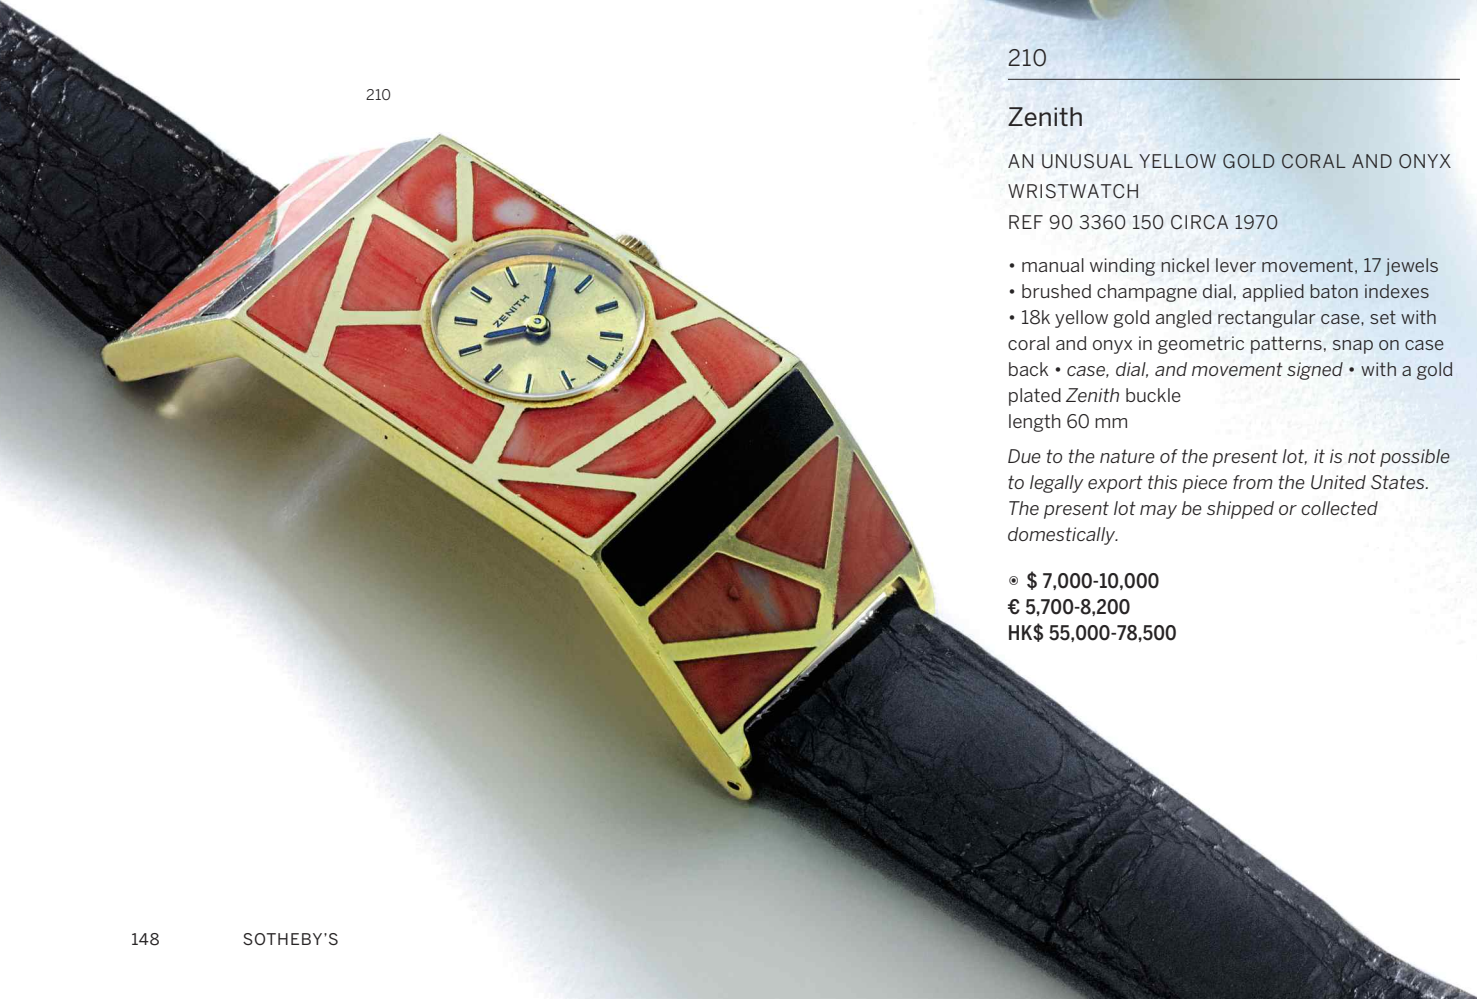 210
210
Zenith
AN UNUSUAL YELLOW GOLD CORAL AND ONYX
WRISTWATCH
REF 90 3360 150 CIRCA 1970
• manual winding nickel lever movement, 17 jewels
• brushed champagne dial, applied baton indexes
• 18k yellow gold angled rectangular case, set with
coral and onyx in geometric patterns, snap on case
back • case, dial, and movement signed • with a gold
plated Zenith buckle
length 60 mm
Due to the nature of the present lot, it is not possible
to legally export this piece from the United States.
The present lot may be shipped or collected
domestically.
◉ $ 7,000-10,000
€ 5,700-8,200
HK$ 55,000-78,500
ZENITH
MADE
148 SOTHEBY'S